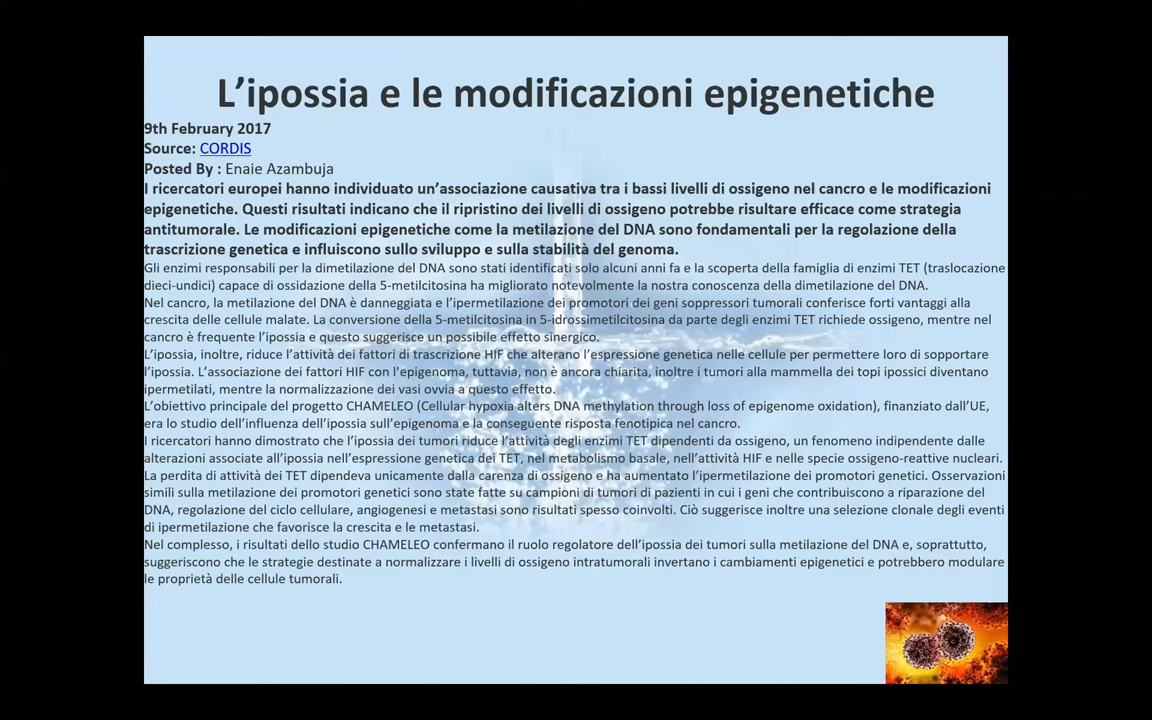 L’ipossia e le modificazioni epigenetiche
9th February 2017
Source: CORDIS
Posted By : Enaie Azambuja
I ricercatori europei hanno individuato un’associazione causativa tra i bassi livelli di ossigeno nel cancro e le modificazioni
epigenetiche. Questi risultati indicano che il ripristino dei livelli di ossigeno potrebbe risultare efficace come strategia
antitumorale. Le modificazioni epigenetiche come la metilazione del DNA sono fondamentali per la regolazione della
trascrizione genetica e influiscono sullo sviluppo e sulla stabilità del genoma.
Gli enzimi responsabili per la dimetilazione del DNA sono stati identificati solo alcuni anni fa e la scoperta della famiglia di enzimi TET (traslocazione
dieci-undici) capace di ossidazione della 5-metilcitosina ha migliorato notevolmente la nostra conoscenza della dimetilazione del DNA.
Nel cancro, la metilazione del DNA è danneggiata e l’ipermetilazione dei promotori dei geni soppressori tumorali conferisce forti vantaggi alla
crescita delle cellule malate. La conversione della 5-metilcitosina in 5-idrossimetilcitosina da parte degli enzimi TET richiede ossigeno, mentre nel
cancro è frequente l’ipossia e questo suggerisce un possibile effetto sinergico.
L’ipossia, inoltre, riduce l’attività dei fattori di trascrizione HIF che alterano l’espressione genetica nelle cellule per permettere loro di sopportare
l’ipossia. L’associazione dei fattori HIF con l’epigenoma, tuttavia, non è ancora chiarita, inoltre i tumori alla mammella dei topi ipossici diventano
ipermetilati, mentre la normalizzazione dei vasi ovvia a questo effetto.
L’obiettivo principale del progetto CHAMELEO (Cellular hypoxia alters DNA methylation through loss of epigenome oxidation), finanziato dall’UE,
era lo studio dell’influenza dell’ipossia sull’epigenoma e la conseguente risposta fenotipica nel cancro.
I ricercatori hanno dimostrato che l’ipossia dei tumori riduce l’attività degli enzimi TET dipendenti da ossigeno, un fenomeno indipendente dalle
alterazioni associate all’ipossia nell’espressione genetica dei TET, nel metabolismo basale, nell’attività HIF e nelle specie ossigeno-reattive nucleari.
La perdita di attività dei TET dipendeva unicamente dalla carenza di ossigeno e ha aumentato l’ipermetilazione dei promotori genetici. Osservazioni
simili sulla metilazione dei promotori genetici sono state fatte su campioni di tumori di pazienti in cui i geni che contribuiscono a riparazione del
DNA, regolazione del ciclo cellulare, angiogenesi e metastasi sono risultati spesso coinvolti. Ciò suggerisce inoltre una selezione clonale degli eventi
di ipermetilazione che favorisce la crescita e le metastasi.
Nel complesso, i risultati dello studio CHAMELEO confermano il ruolo regolatore dell’ipossia dei tumori sulla metilazione del DNA e, soprattutto,
suggeriscono che le strategie destinate a normalizzare i livelli di ossigeno intratumorali invertano i cambiamenti epigenetici e potrebbero modulare
le proprietà delle cellule tumorali.